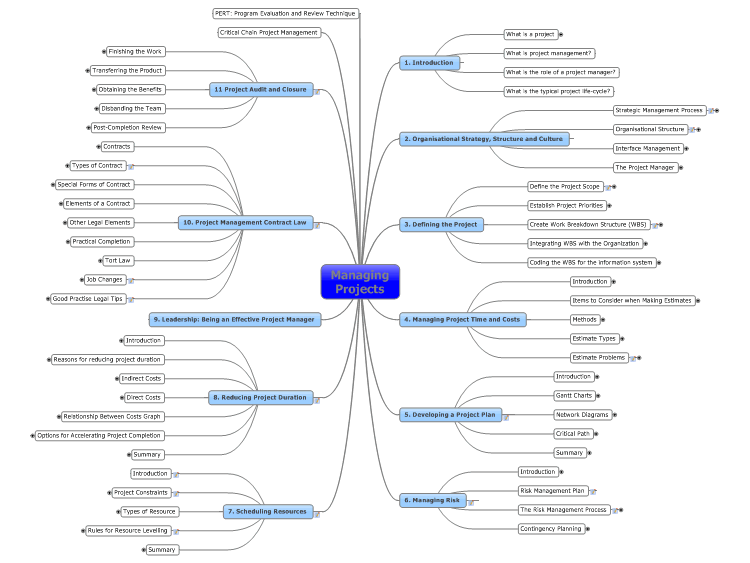 Managing
Projects
1. Introduction
What is a project
What is project management?
What is the role of a project manager?
What is the typical project life-cycle?
2. Organisational Strategy, Structure and Culture
Strategic Management Process
Organisational Structure
Interface Management
The Project Manager
3. Defining the Project
Define the Project Scope
Establish Project Priorities
Create Work Breakdown Structure (WBS)
Integrating WBS with the Organization
Coding the WBS for the information system
4. Managing Project Time and Costs
Introduction
Items to Consider when Making Estimates
Methods
Estimate Types
Estimate Problems
5. Developing a Project Plan
Introduction
Gantt Charts
Network Diagrams
Critical Path
Summary
6. Managing Risk
Introduction
Risk Management Plan
The Risk Management Process
Contingency Planning
PERT: Program Evaluation and Review Technique
Critical Chain Project Management
11 Project Audit and Closure
Finishing the Work
Transferring the Product
Obtaining the Benefits
Disbanding the Team
Post-Completion Review
10. Project Management Contract Law
Contracts
Types of Contract
Special Forms of Contract
Elements of a Contract
Other Legal Elements
Practical Completion
Tort Law
Job Changes
Good Practise Legal Tips
9. Leadership: Being an Effective Project Manager
8. Reducing Project Duration
Introduction
Reasons for reducing project duration
Indirect Costs
Direct Costs
Relationship Between Costs Graph
Options for Accelerating Project Completion
Summary
7. Scheduling Resources
Introduction
Project Constraints
Types of Resource
Rules for Resource Levelling
Summary